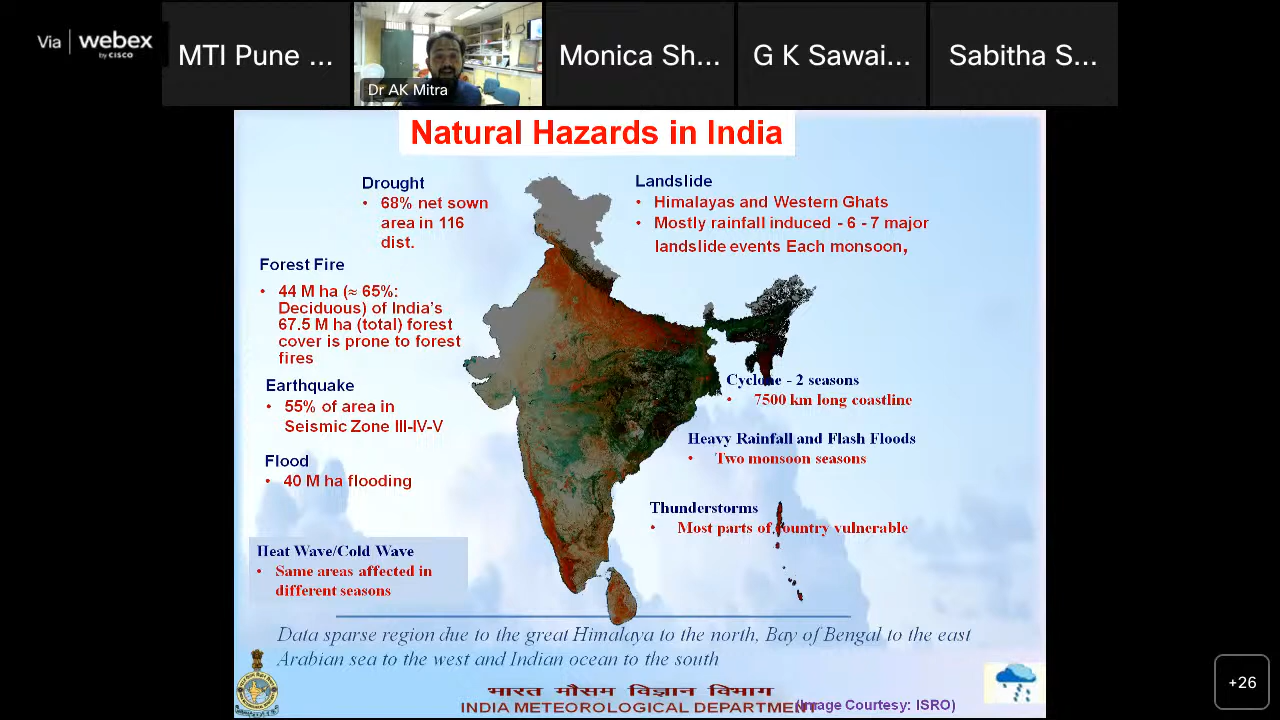 Via webex
by CISCO
MTI Pune ...
Dr AK Mitra
Monica Sh...
G K Sawai...
Sabitha S...
Natural Hazards in India
Drought
• 68% net sown
area in 116
dist.
Forest Fire
• 44 M ha (≈ 65%:
Deciduous) of India's
67.5 M ha (total) forest
cover is prone to forest
fires
Earthquake
• 55% of area in
Seismic Zone III-IV-V
Flood
• 40 M ha flooding
Heat Wave/Cold Wave
• Same areas affected in
different seasons
Landslide
• Himalayas and Western Ghats
• Mostly rainfall induced - 6 - 7 major
landslide events Each monsoon,
Cyclone - 2 seasons
• 7500 km long coastline
Heavy Rainfall and Flash Floods
• Two monsoon seasons
Thunderstorms
• Most parts of country vulnerable
Data sparse region due to the great Himalaya to the north, Bay of Bengal to the east
Arabian sea to the west and Indian ocean to the south
भारत मौसम विज्ञान विभाग
INDIA METEOROLOGICAL DEPARTMENT
(Image Courtesy: ISRO)
+26